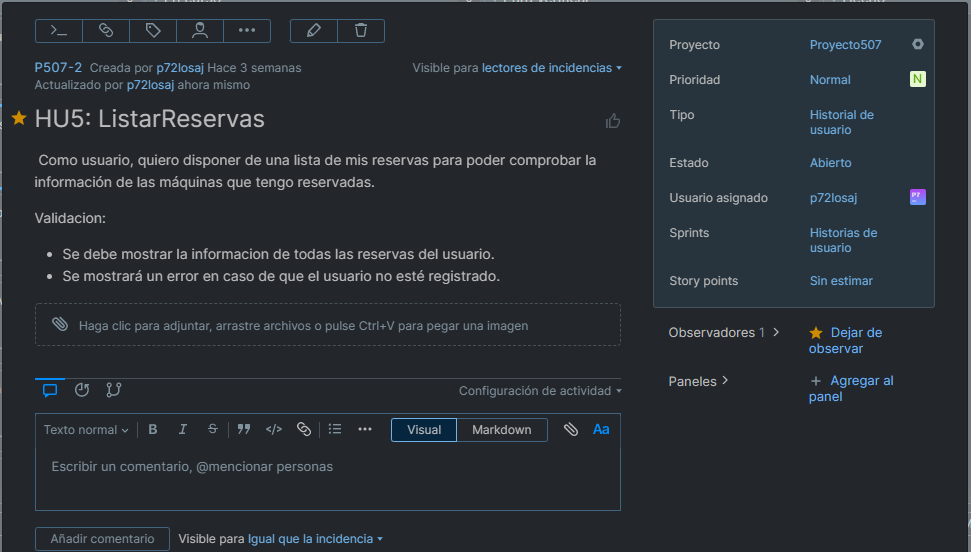 P507-2 Creada por p72losaj Hace 3 semanas
Visible para lectores de incidencias
Actualizado por p72losaj ahora mismo
HU5: ListarReservas
Como usuario, quiero disponer de una lista de mis reservas para poder comprobar la
información de las máquinas que tengo reservadas.
Validacion:
Se debe mostrar la informacion de todas las reservas del usuario.
Se mostrará un error en caso de que el usuario no esté registrado.
Haga clic para adjuntar, arrastre archivos o pulse Ctrl+V para pegar una imagen
Configuración de actividad
Texto normal B I S Visual Markdown Aa
Escribir un comentario, @mencionar personas
Añadir comentario Visible para Igual que la incidencia
Proyecto Proyecto507
Prioridad Normal N
Tipo Historial de
usuario
Estado Abierto
Usuario asignado p72losaj P7
Sprints Historias de
usuario
Story points Sin estimar
Observadores 1 Dejar de
observar
Paneles + Agregar al
panel